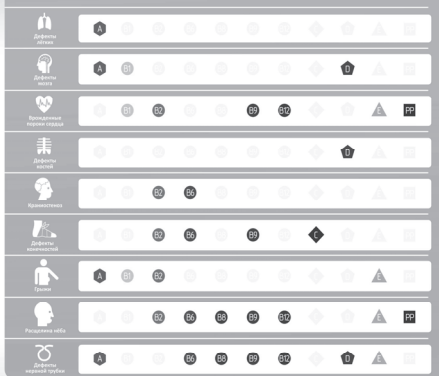 A
Дефекты
лёгких
A B1 D
Дефекты
мозга
B1 B2 B9 B12 E PP
Врожденные
пороки сердца
D
Дефекты
костей
B2 B6
Краниостеноз
B2 B6 B9 C
Дефекты
конечностей
A B1 B2 E
Грыжи
B2 B6 B8 B9 B12 E PP
Расщелина нёба
A B6 B8 B9 B12 D E
Дефекты
нервной трубки